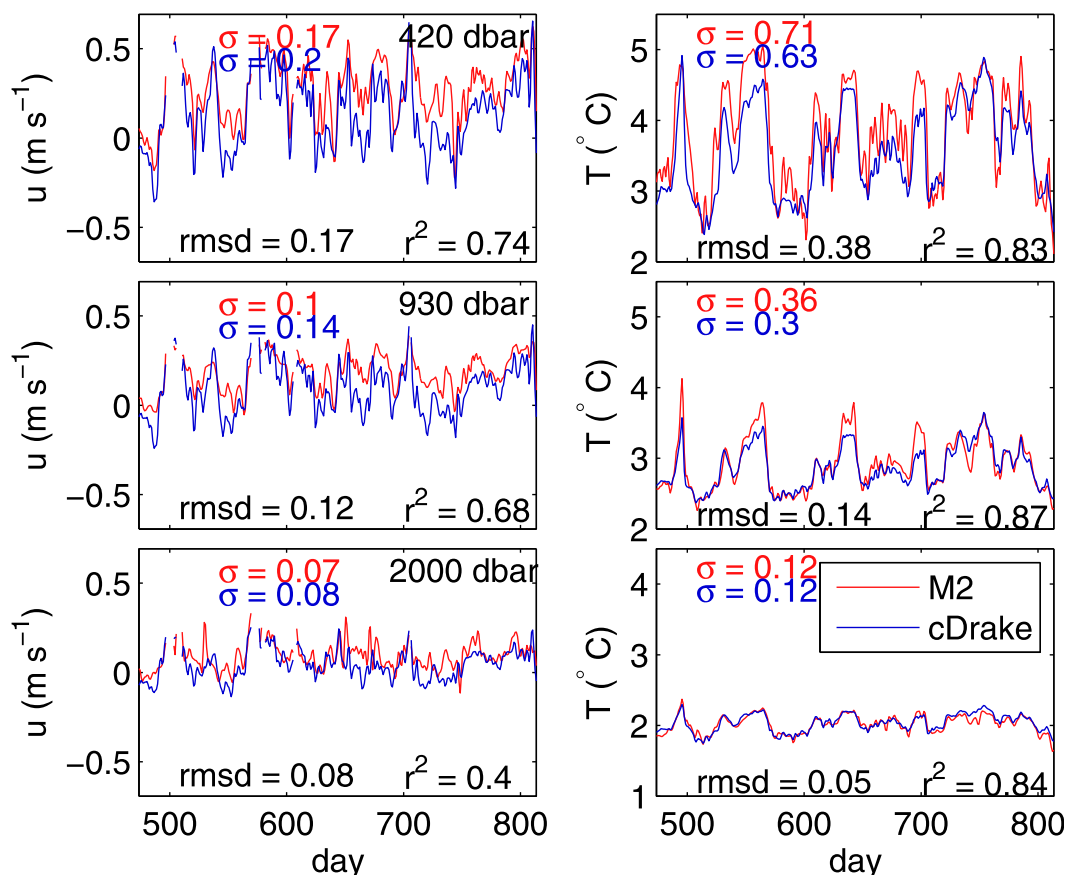 σ = 0.17
420 dbar
σ = 0.2
0.5
0
−0.5
u (m s⁻¹)
rmsd = 0.17
r² = 0.74
σ = 0.71
σ = 0.63
5
4
3
2
T (° C)
rmsd = 0.38
r² = 0.83
σ = 0.1
930 dbar
σ = 0.14
0.5
0
−0.5
u (m s⁻¹)
rmsd = 0.12
r² = 0.68
σ = 0.36
σ = 0.3
5
4
3
2
T (° C)
rmsd = 0.14
r² = 0.87
σ = 0.07
2000 dbar
σ = 0.08
0.5
0
−0.5
u (m s⁻¹)
rmsd = 0.08
r² = 0.4
500 600 700 800
day
σ = 0.12
σ = 0.12
M2
cDrake
5
4
3
2
1
T (° C)
rmsd = 0.05
r² = 0.84
500 600 700 800
day